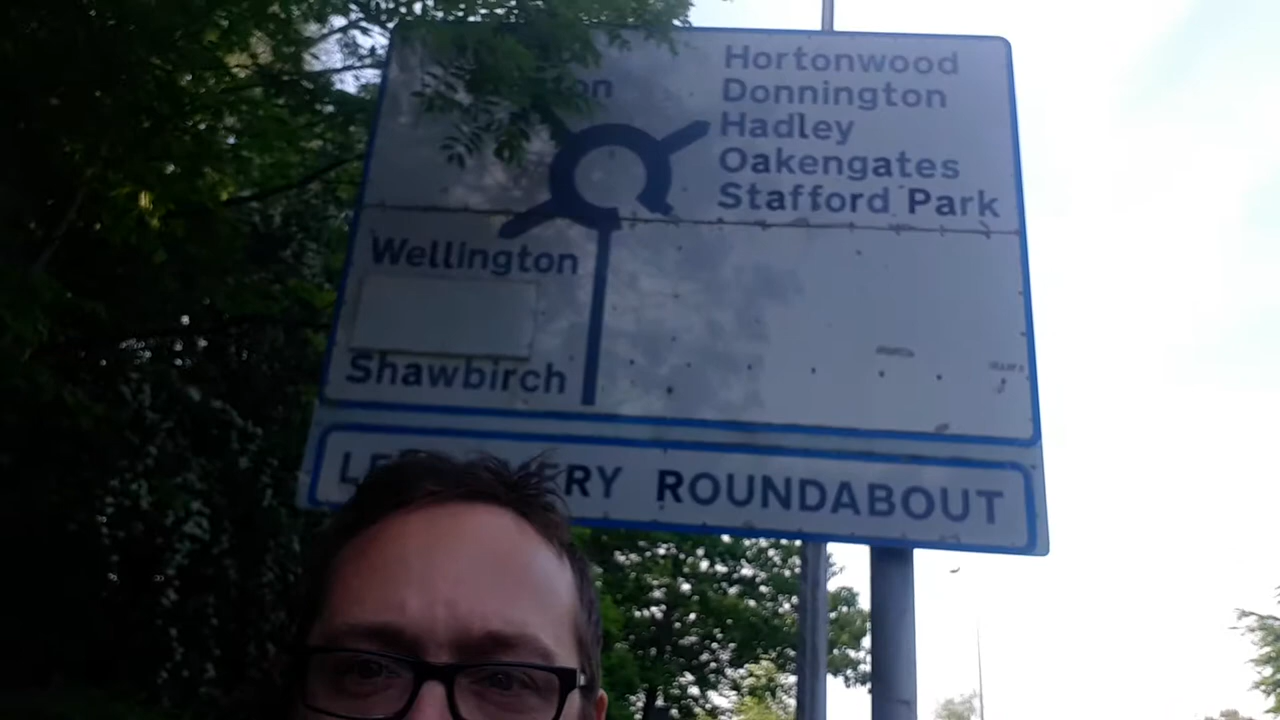 Hortonwood
Donnington
Hadley
Oakengates
Stafford Park
Wellington
Shawbirch
ROUNDABOUT